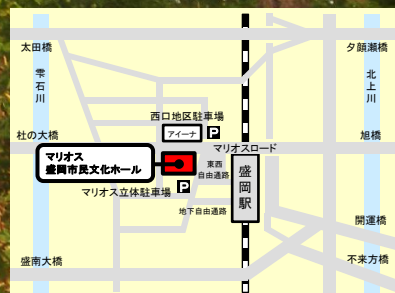 太田橋
夕顔瀬橋
雫石川
北上川
西口地区駐車場
アイーナ
P
杜の大橋
マリオスロード
旭橋
マリオス
盛岡市民文化ホール
東西
自由通路
盛岡駅
マリオス立体駐車場
P
地下自由通路
開運橋
盛南大橋
不来方橋